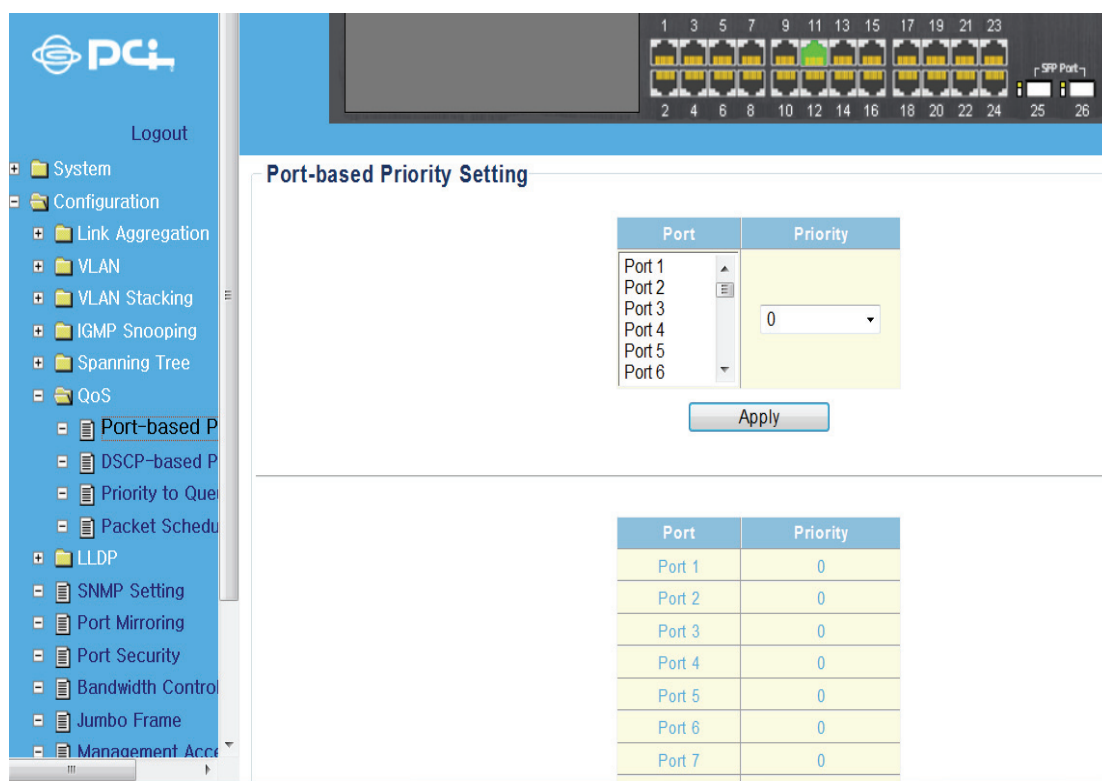 PCi
Logout
System
Configuration
Link Aggregation
VLAN
VLAN Stacking
IGMP Snooping
Spanning Tree
QoS
Port-based P
DSCP-based P
Priority to Que
Packet Schedu
LLDP
SNMP Setting
Port Mirroring
Port Security
Bandwidth Control
Jumbo Frame
Management Acce
1 3 5 7 9 11 13 15 17 19 21 23
SFP Port
2 4 6 8 10 12 14 16 18 20 22 24 25 26
Port-based Priority Setting
Port Priority
Port 1
Port 2
Port 3
Port 4
Port 5
Port 6
0
Apply
Port Priority
Port 1 0
Port 2 0
Port 3 0
Port 4 0
Port 5 0
Port 6 0
Port 7 0